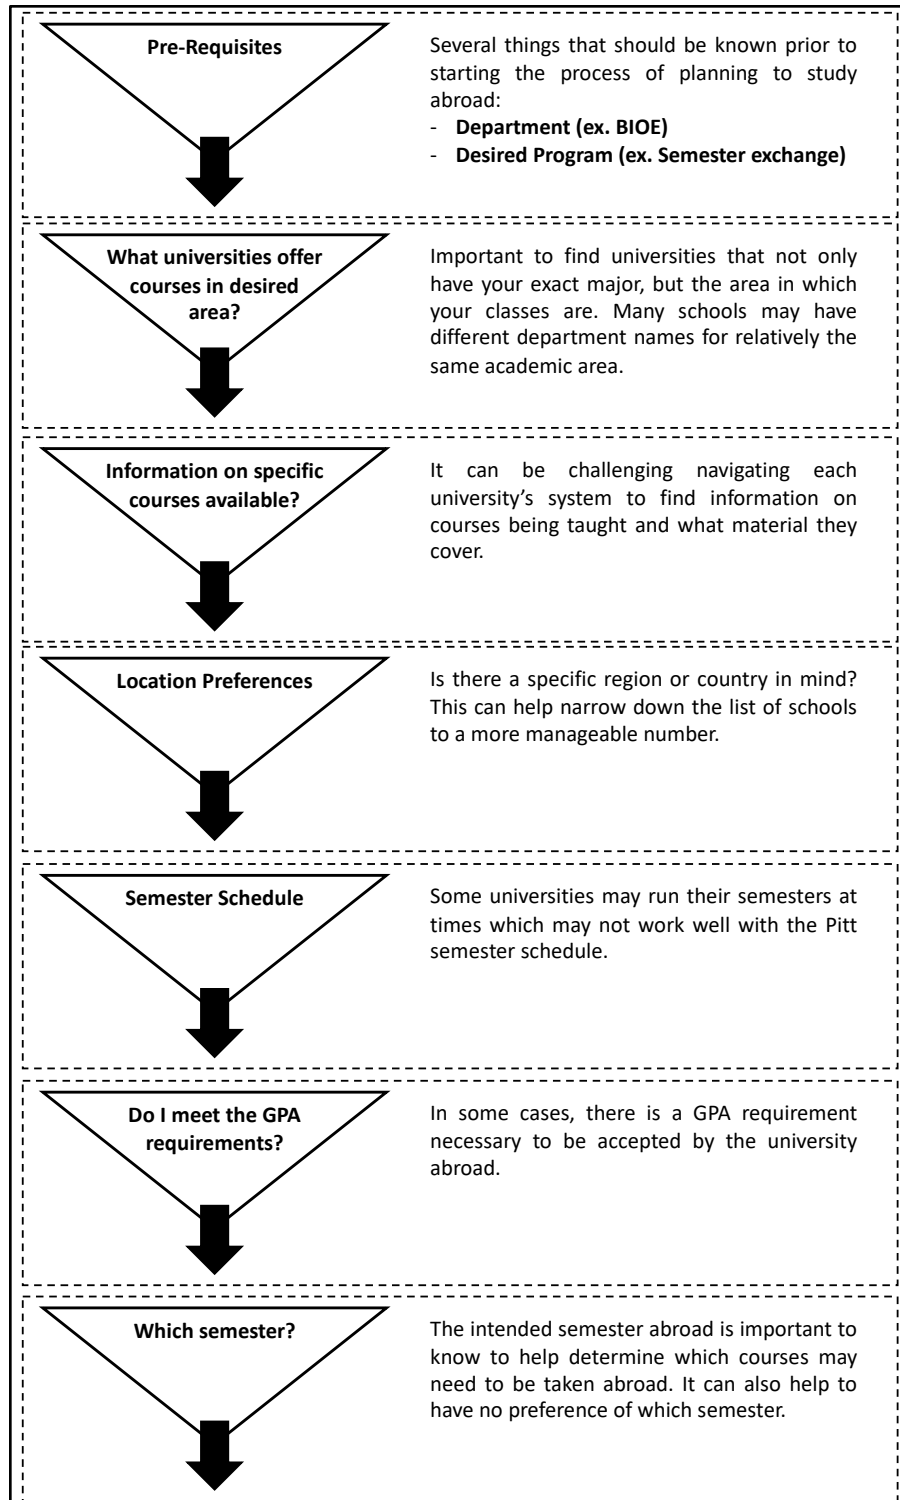 Pre-Requisites
Several things that should be known prior to
starting the process of planning to study
abroad:
- Department (ex. BIOE)
- Desired Program (ex. Semester exchange)
What universities offer
courses in desired
area?
Important to find universities that not only
have your exact major, but the area in which
your classes are. Many schools may have
different department names for relatively the
same academic area.
Information on specific
courses available?
It can be challenging navigating each
university’s system to find information on
courses being taught and what material they
cover.
Location Preferences
Is there a specific region or country in mind?
This can help narrow down the list of schools
to a more manageable number.
Semester Schedule
Some universities may run their semesters at
times which may not work well with the Pitt
semester schedule.
Do I meet the GPA
requirements?
In some cases, there is a GPA requirement
necessary to be accepted by the university
abroad.
Which semester?
The intended semester abroad is important to
know to help determine which courses may
need to be taken abroad. It can also help to
have no preference of which semester.